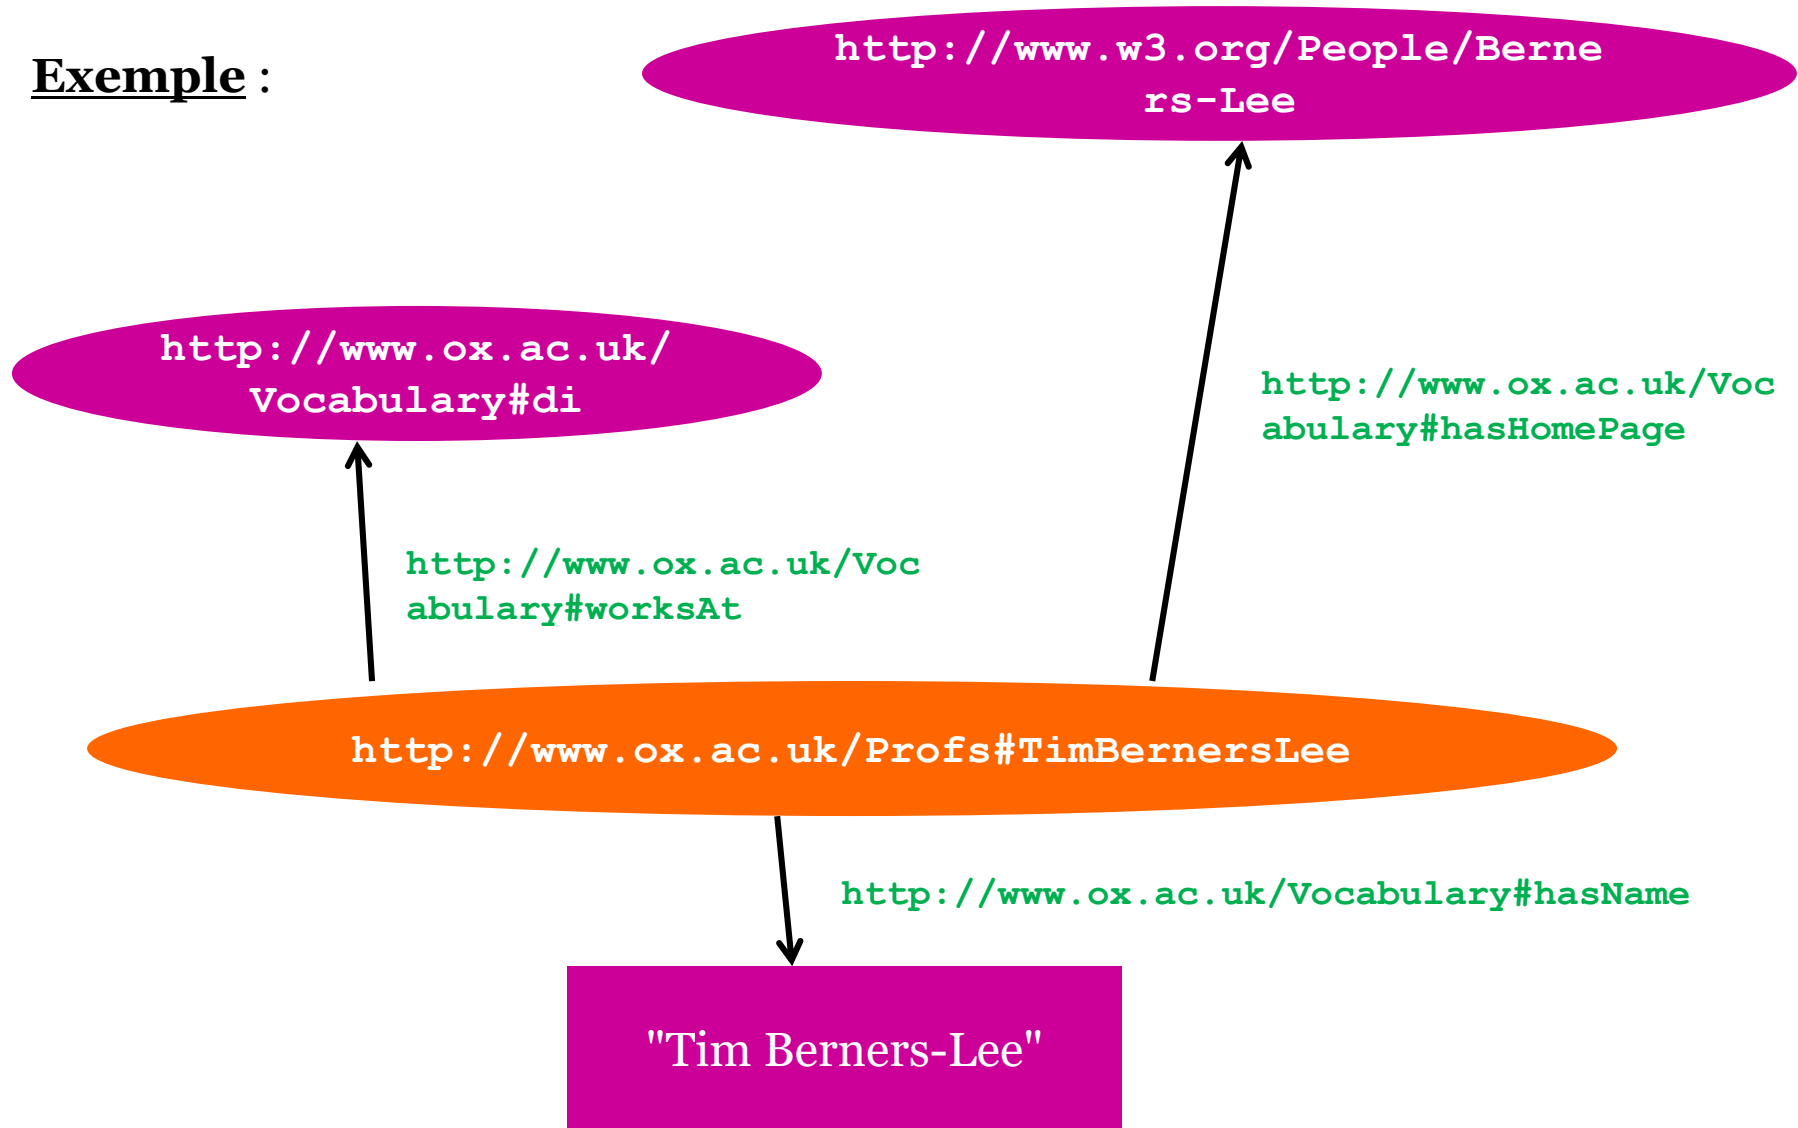 Exemple :
http://www.w3.org/People/Berne
rs-Lee
http://www.ox.ac.uk/
Vocabulary#di
http://www.ox.ac.uk/Voc
abulary#hasHomePage
http://www.ox.ac.uk/Voc
abulary#worksAt
http://www.ox.ac.uk/Profs#TimBernersLee
http://www.ox.ac.uk/Vocabulary#hasName
"Tim Berners-Lee"